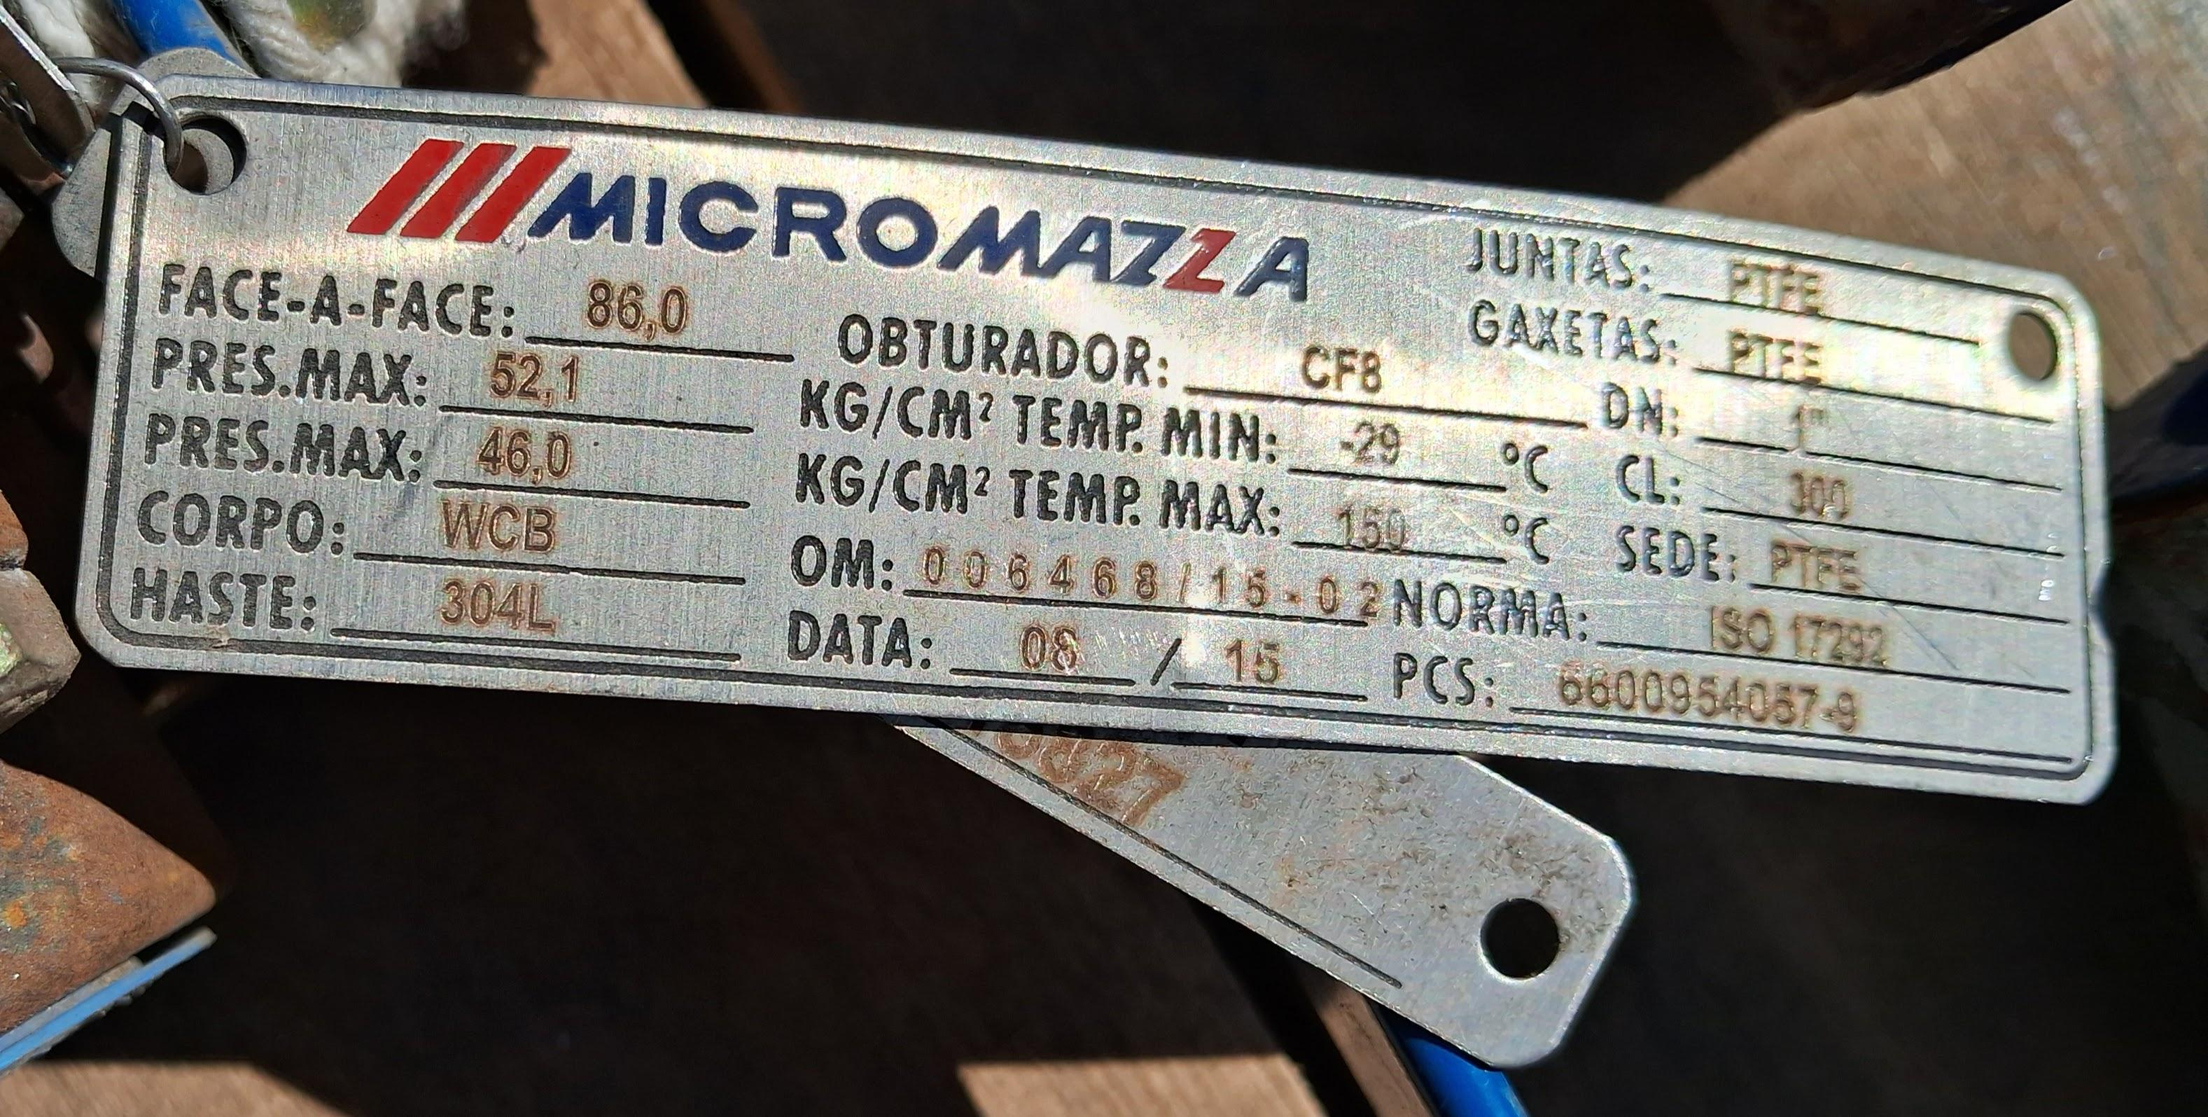 MICROMAZZA
FACE-A-FACE: 86,0
OBTURADOR: CF8
JUNTAS: PTFE
GAXETAS: PTFE
PRES.MAX: 52,1 KG/CM² TEMP. MIN: -29 °C
DN: 1"
PRES.MAX: 46,0 KG/CM² TEMP. MAX: 150 °C
CL: 300
CORPO: WCB
OM: 006468/15-02
SEDE: PTFE
HASTE: 304L
DATA: 08 / 15
NORMA: ISO 17292
PCS: 6600954057-9